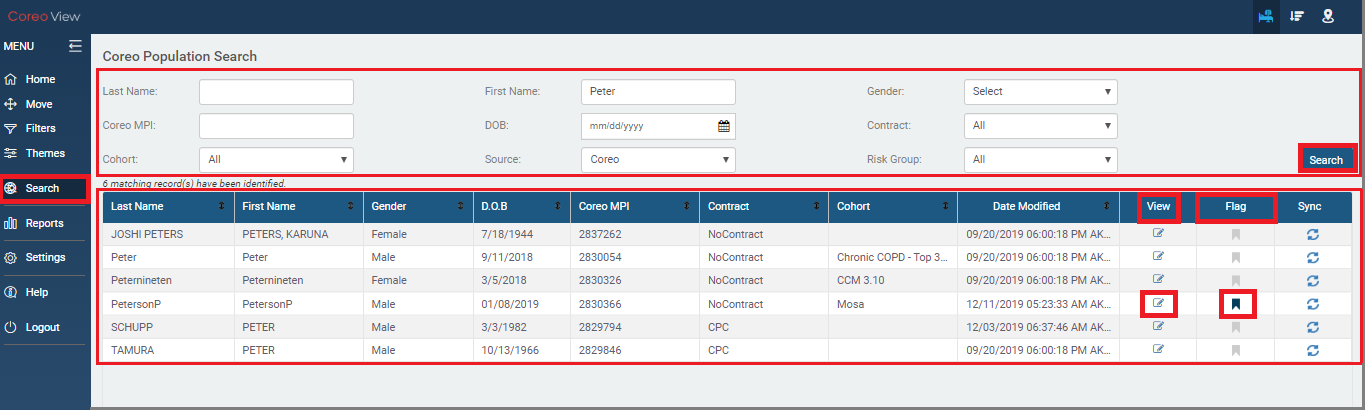 Coreo View
MENU
Home
Move
Filters
Themes
Search
Reports
Settings
Help
Logout
Coreo Population Search
Last Name: First Name: Peter Gender: Select
Coreo MPI: DOB: mm/dd/yyyy Contract: All
Cohort: All Source: Coreo Risk Group: All Search
6 matching record(s) have been identified.
Last Name First Name Gender D.O.B Coreo MPI Contract Cohort Date Modified View Flag Sync
JOSHI PETERS PETERS, KARUNA Female 7/18/1944 2837262 NoContract 09/20/2019 06:00:18 PM AK...
Peter Peter Male 9/11/2018 2830054 NoContract Chronic COPD - Top 3... 09/20/2019 06:00:18 PM AK...
Peternineten Peternineten Female 3/5/2018 2830326 NoContract CCM 3.10 09/20/2019 06:00:18 PM AK...
PetersonP PetersonP Male 01/08/2019 2830366 NoContract Mosa 12/11/2019 05:23:33 AM AK...
SCHUPP PETER Male 3/3/1982 2829794 CPC 12/03/2019 06:37:46 AM AK...
TAMURA PETER Male 10/13/1966 2829846 CPC 09/20/2019 06:00:18 PM AK...